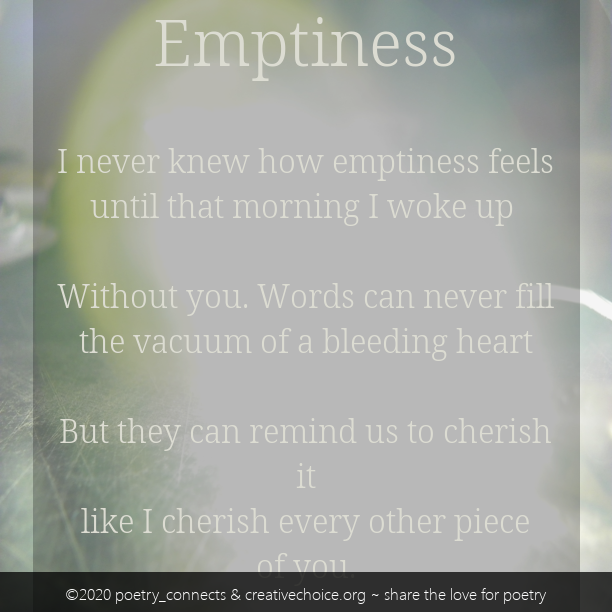 Emptiness
I never knew how emptiness feels
until that morning I woke up
Without you. Words can never fill
the vacuum of a bleeding heart
But they can remind us to cherish
it
like I cherish every other piece
of you.
©2020 poetry_connects & creativechoice.org ~ share the love for poetry